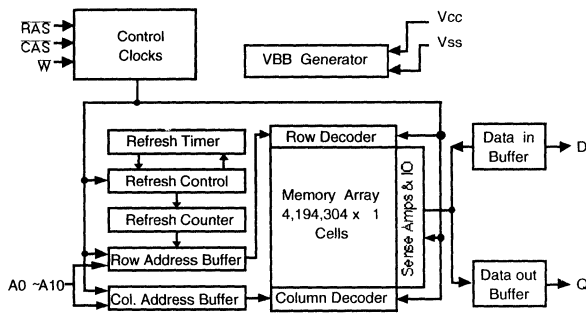 RAS
CAS
W
Control
Clocks
VBB Generator
Vcc
Vss
Refresh Timer
Refresh Control
Refresh Counter
Row Address Buffer
Col. Address Buffer
A0 ~A10
Row Decoder
Memory Array
4,194,304 x 1
Cells
Column Decoder
Sense Amps & IO
Data in
Buffer
D
Data out
Buffer
Q